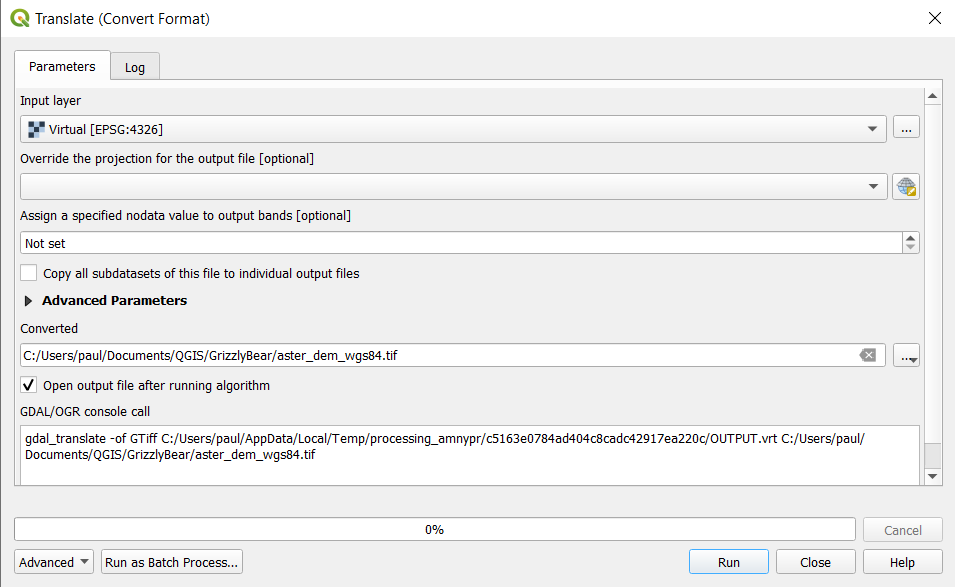 Translate (Convert Format)
Parameters
Log
Input layer
Virtual [EPSG:4326]
...
Override the projection for the output file [optional]
Assign a specified nodata value to output bands [optional]
Not set
Copy all subdatasets of this file to individual output files
Advanced Parameters
Converted
C:/Users/paul/Documents/QGIS/GrizzlyBear/aster_dem_wgs84.tif
...
Open output file after running algorithm
GDAL/OGR console call
gdal_translate -of GTiff C:/Users/paul/AppData/Local/Temp/processing_amnypr/c5163e0784ad404c8cadc42917ea220c/OUTPUT.vrt C:/Users/paul/
Documents/QGIS/GrizzlyBear/aster_dem_wgs84.tif
0%
Cancel
Advanced
Run as Batch Process...
Run
Close
Help